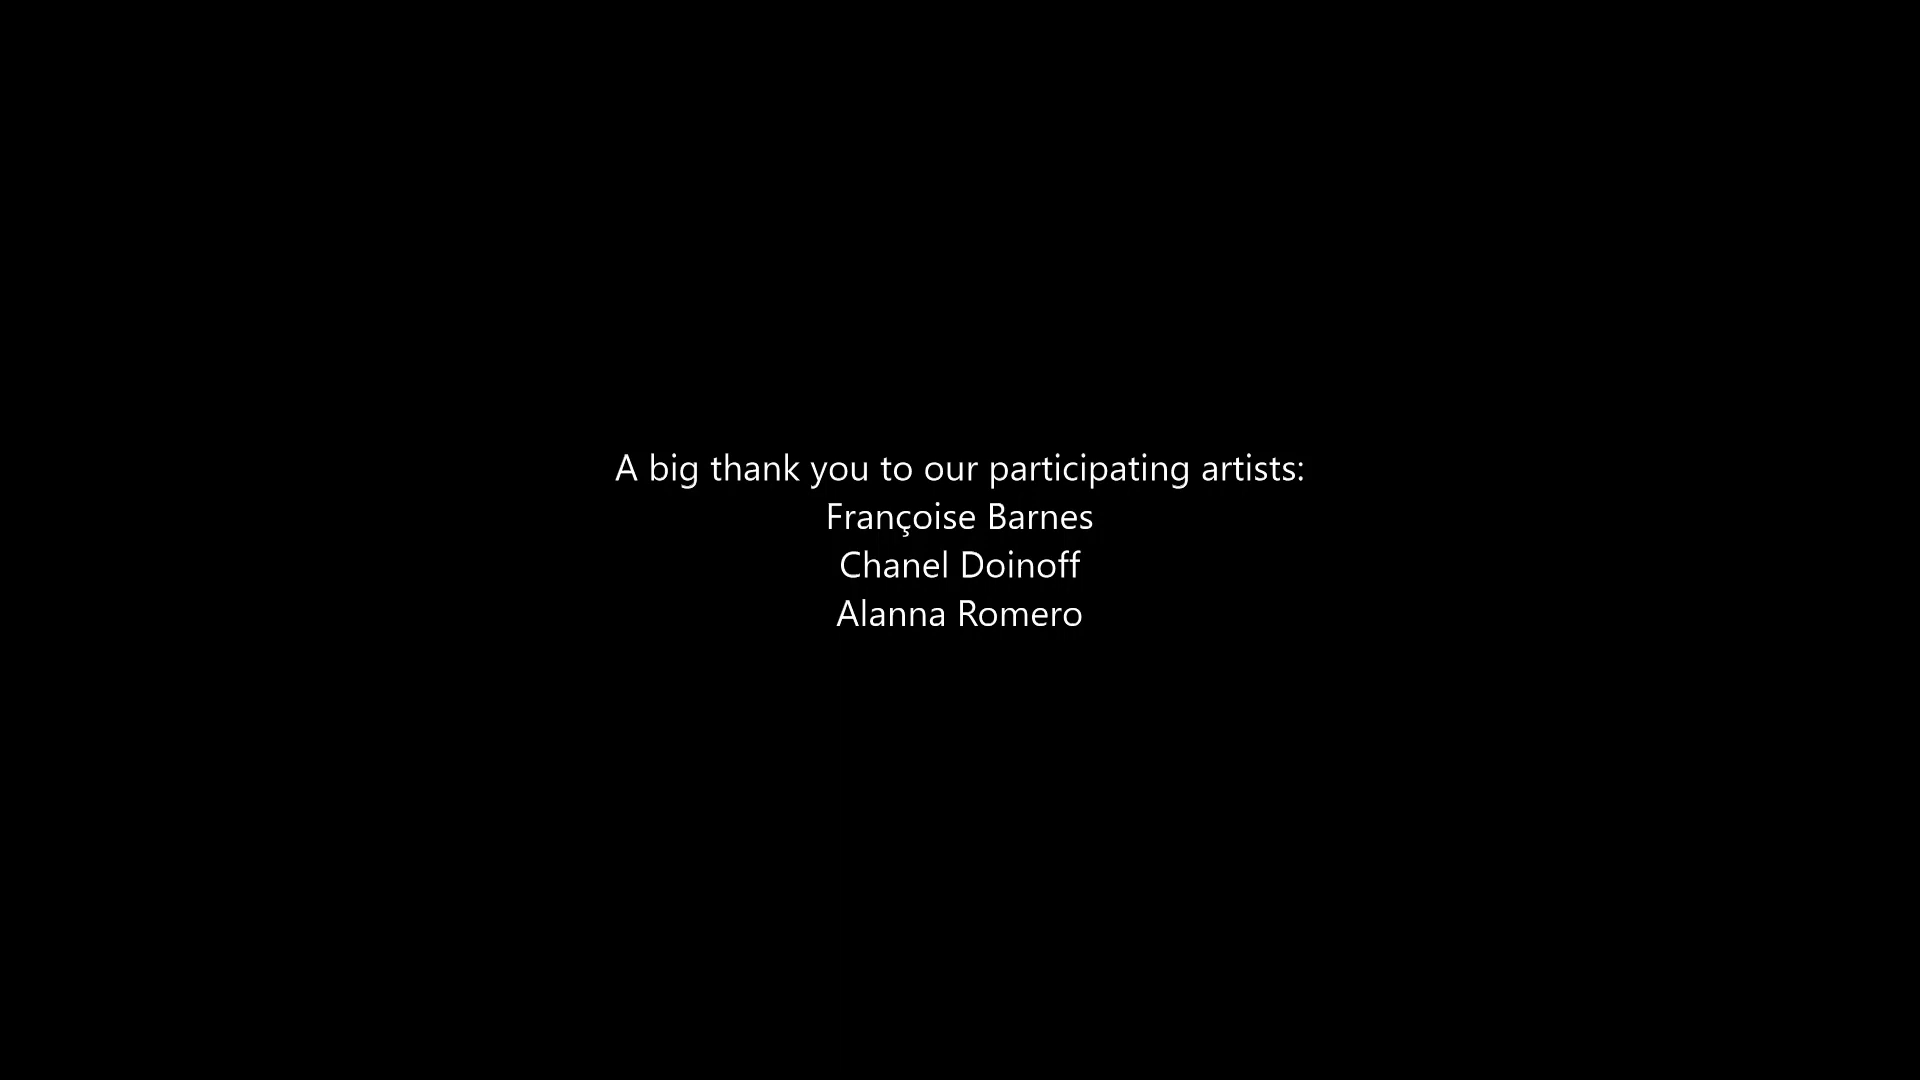 A big thank you to our participating artists:
Françoise Barnes
Chanel Doinoff
Alanna Romero